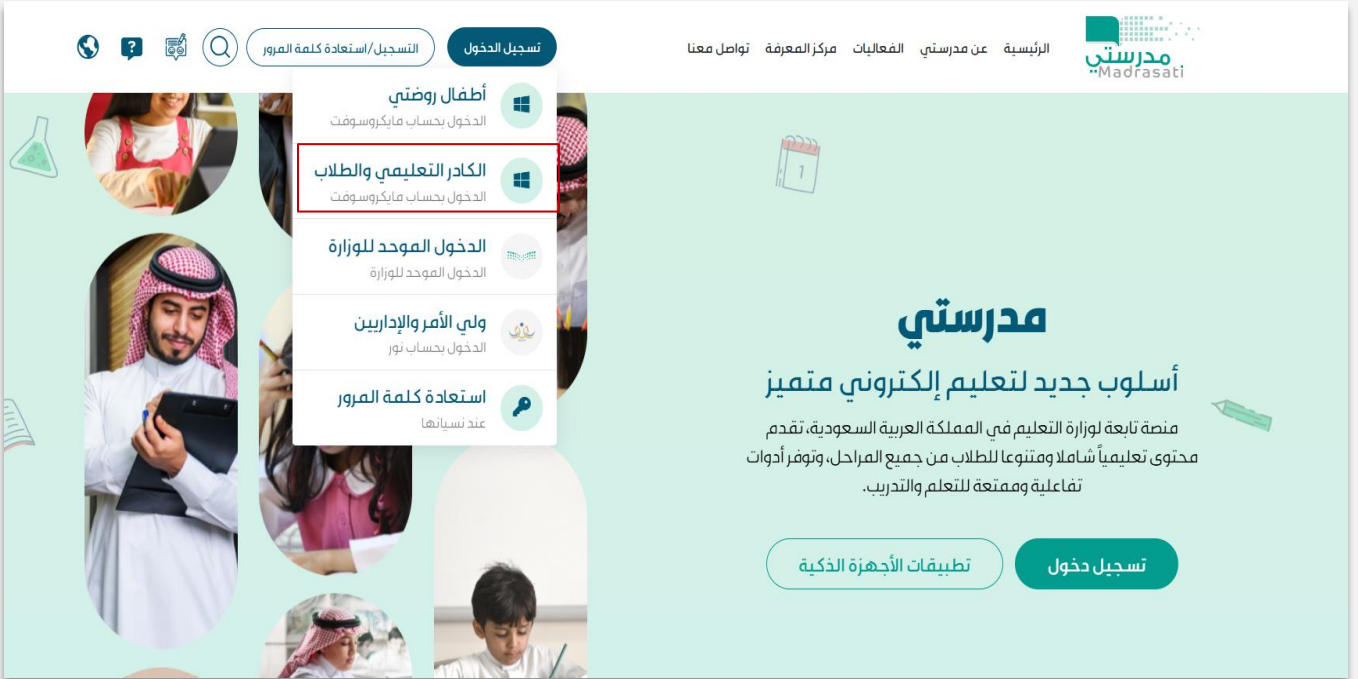 مدرستي
Madrasati
الرئيسية
عن مدرستي
الفعاليات
مركز المعرفة
تواصل معنا
تسجيل الدخول
التسجيل/استعادة كلمة المرور
?
أطفال روضتي
الدخول بحساب مايكروسوفت
الكادر التعليمي والطلاب
الدخول بحساب مايكروسوفت
الدخول الموحد للوزارة
الدخول الموحد للوزارة
ولي الأمر والإداريين
الدخول بحساب نور
استعادة كلمة المرور
عند نسيانها
1
مدرستي
أسلوب جديد لتعليم إلكتروني متميز
منصة تابعة لوزارة التعليم في المملكة العربية السعودية، تقدم
محتوى تعليمياً شاملا ومتنوعا للطلاب من جميع المراحل، وتوفر أدوات
تفاعلية وممتعة للتعلم والتدريب.
تسجيل دخول
تطبيقات الأجهزة الذكية